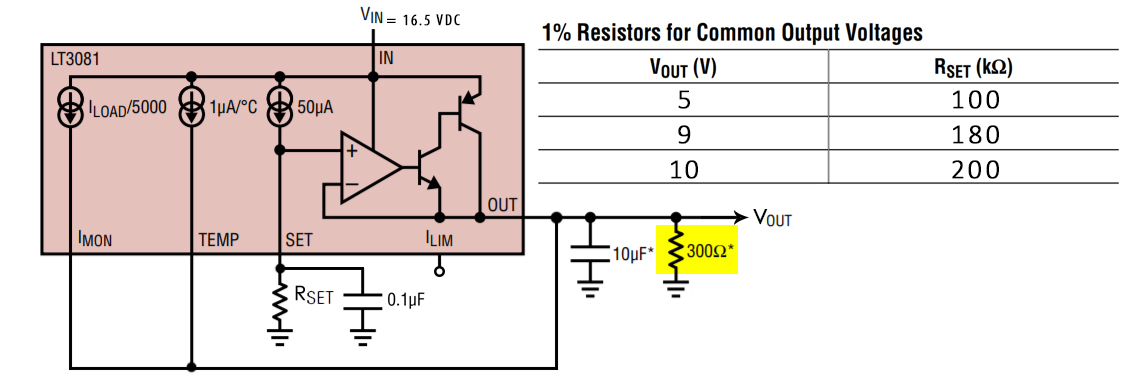 VIN = 16.5 VDC
1% Resistors for Common Output Voltages
LT3081
IN
VOUT (V) RSET (kΩ)
ILOAD/5000 1µA/°C 50µA
5 100
9 180
+
10 200
–
OUT
VOUT
IMON TEMP SET ILIM
10µF* 300Ω*
RSET 0.1µF